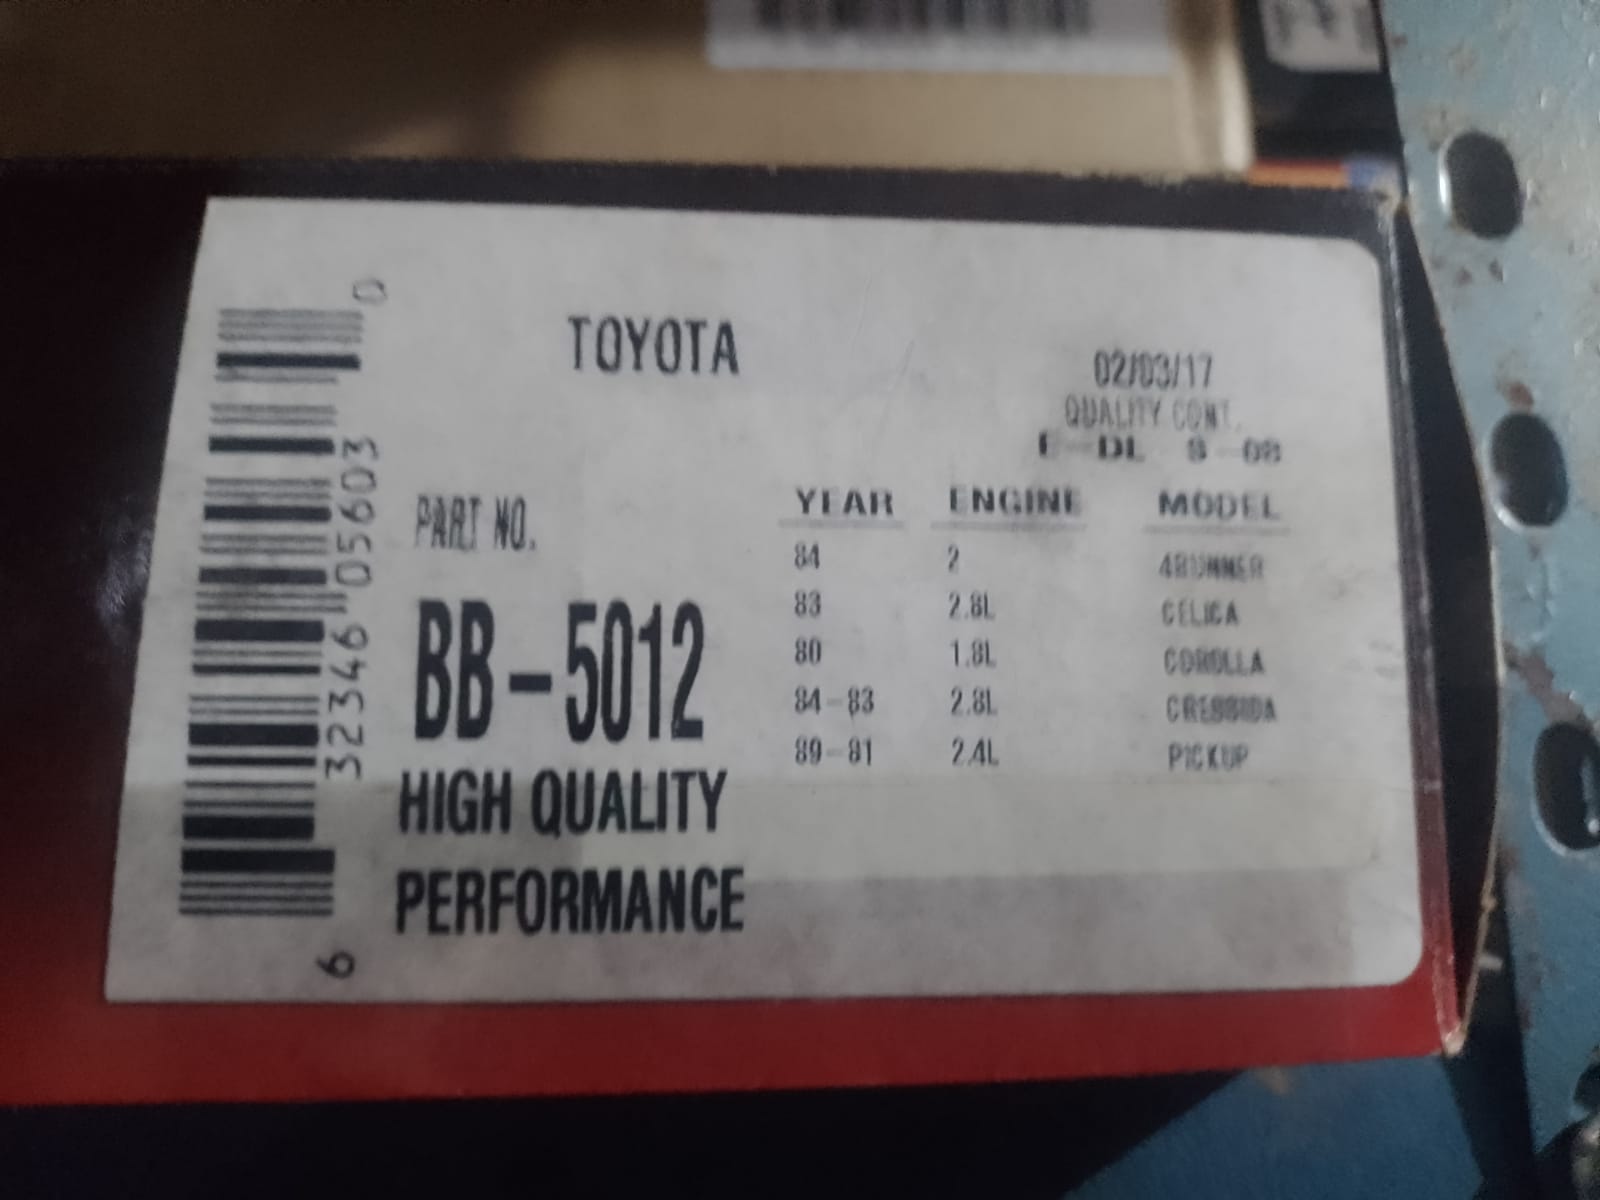 TOYOTA
02/03/17
QUALITY CONT.
E-DL S-08
PART NO.
BB-5012
HIGH QUALITY
PERFORMANCE
YEAR ENGINE MODEL
84 2 4RUNNER
83 2.8L CELICA
80 1.8L COROLLA
84-83 2.8L CRESSIDA
89-81 2.4L PICKUP
6 32346 05603 0